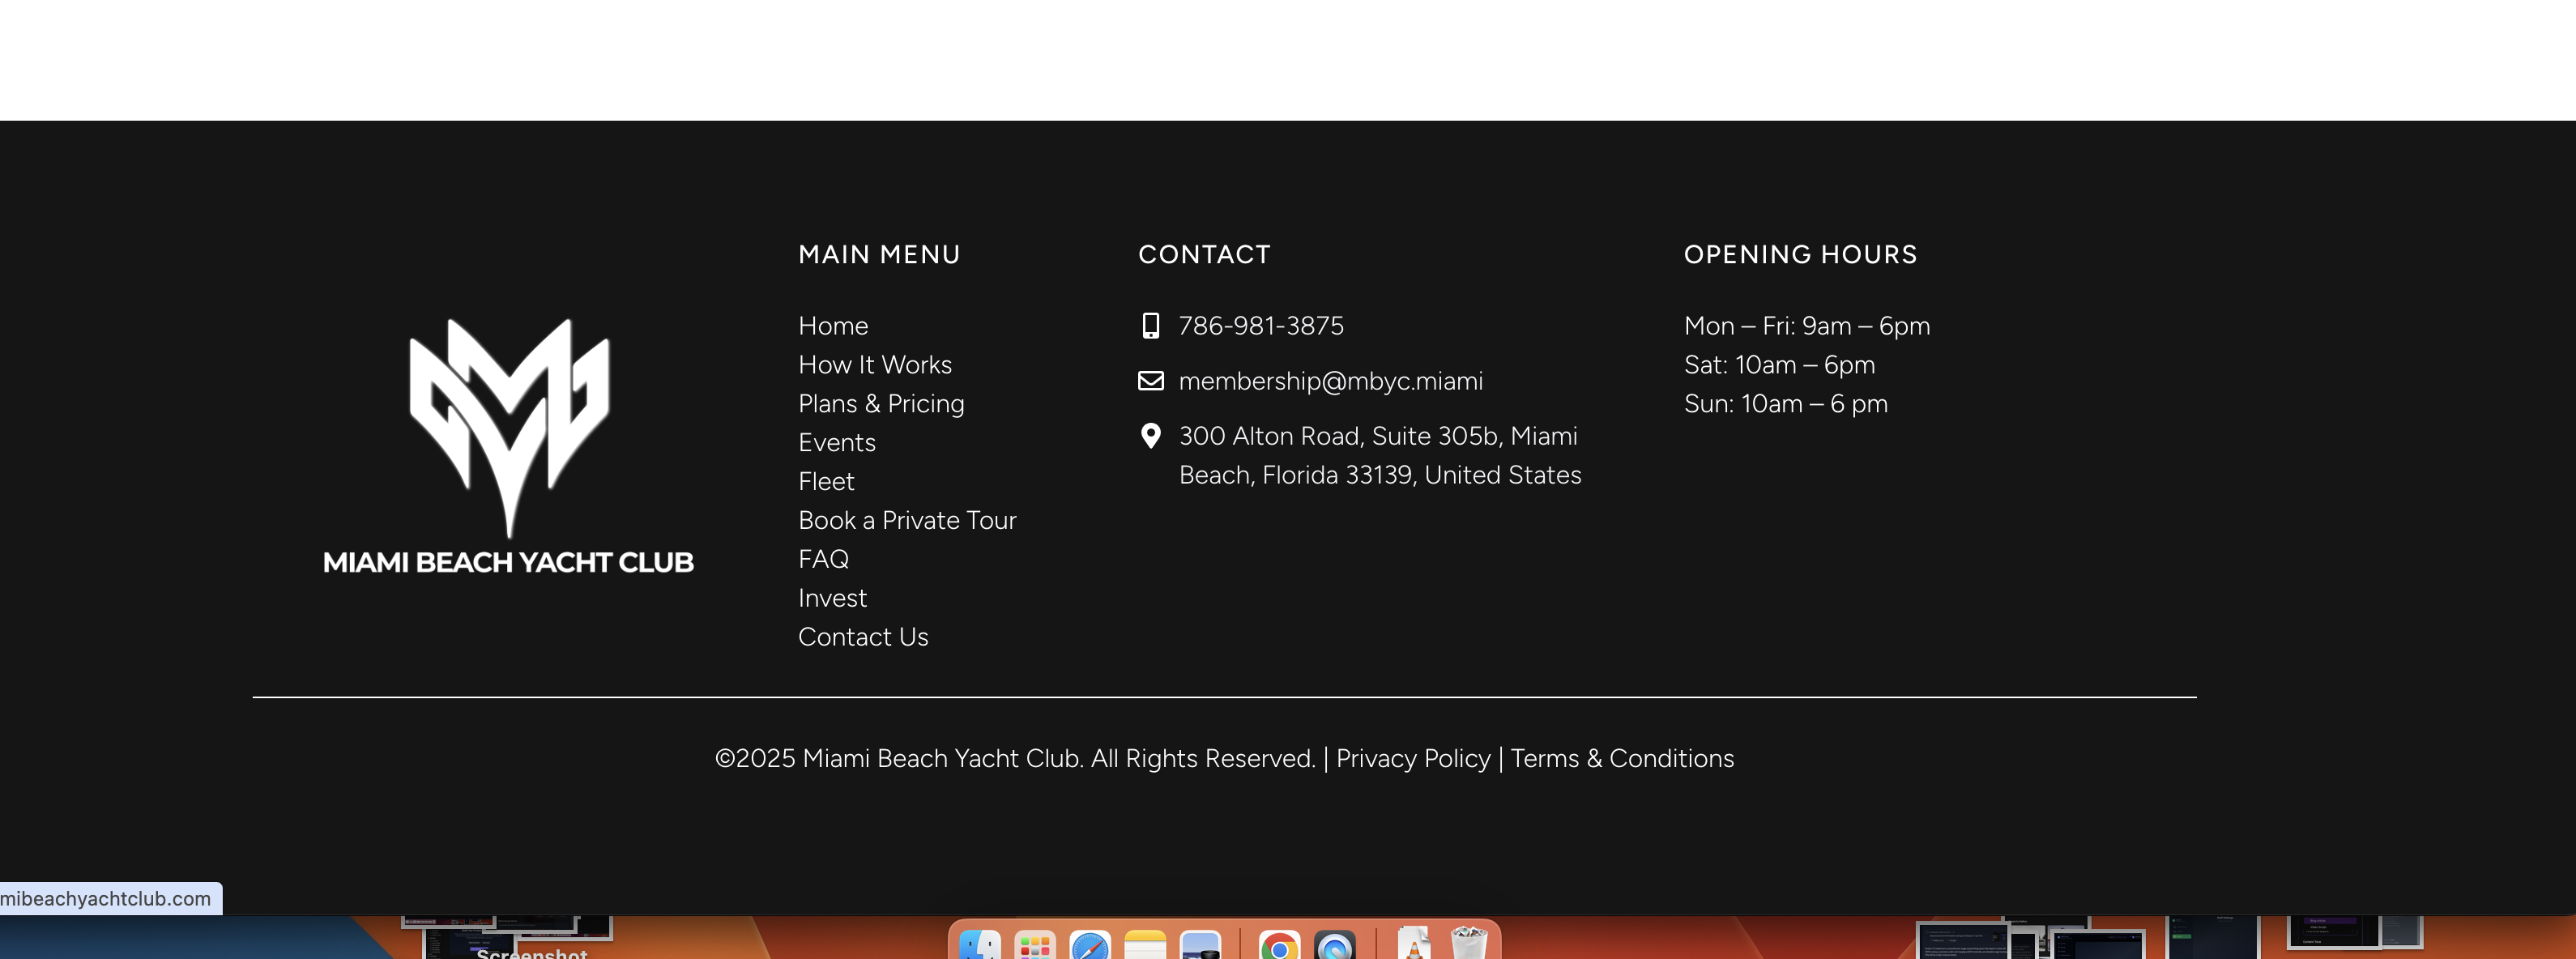 MIAMI BEACH YACHT CLUB
MAIN MENU
Home
How It Works
Plans & Pricing
Events
Fleet
Book a Private Tour
FAQ
Invest
Contact Us
CONTACT
786-981-3875
membership@mbyc.miami
300 Alton Road, Suite 305b, Miami
Beach, Florida 33139, United States
OPENING HOURS
Mon – Fri: 9am – 6pm
Sat: 10am – 6pm
Sun: 10am – 6 pm
©2025 Miami Beach Yacht Club. All Rights Reserved. | Privacy Policy | Terms & Conditions
mibeachyachtclub.com
Screenshot